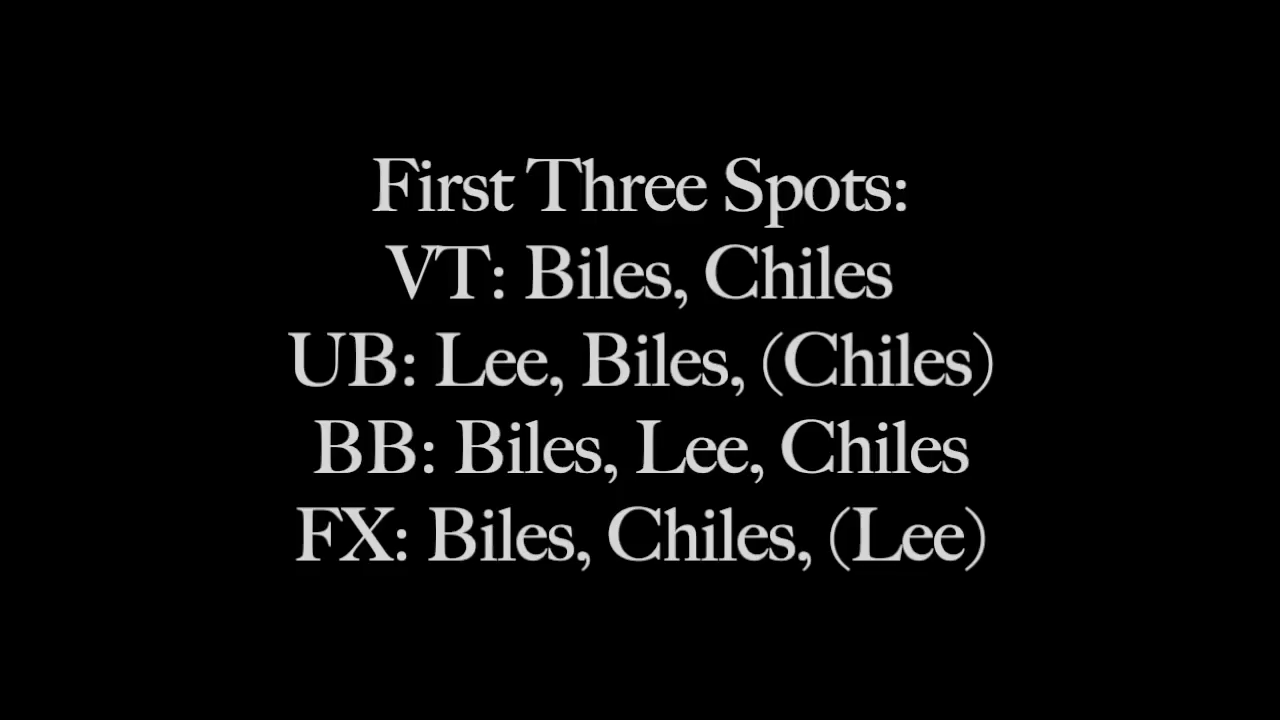 First Three Spots:
VT: Biles, Chiles
UB: Lee, Biles, (Chiles)
BB: Biles, Lee, Chiles
FX: Biles, Chiles, (Lee)